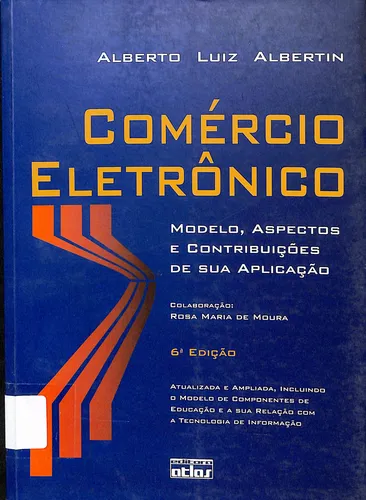 Alberto Luiz Albertin
Comércio
Eletrônico
Modelo, Aspectos
e Contribuições
de sua Aplicação
Colaboração:
Rosa Maria de Moura
6ª Edição
Atualizada e Ampliada, Incluindo
o Modelo de Componentes de
Educação e a sua Relação com
a Tecnologia de Informação
editora
atlas